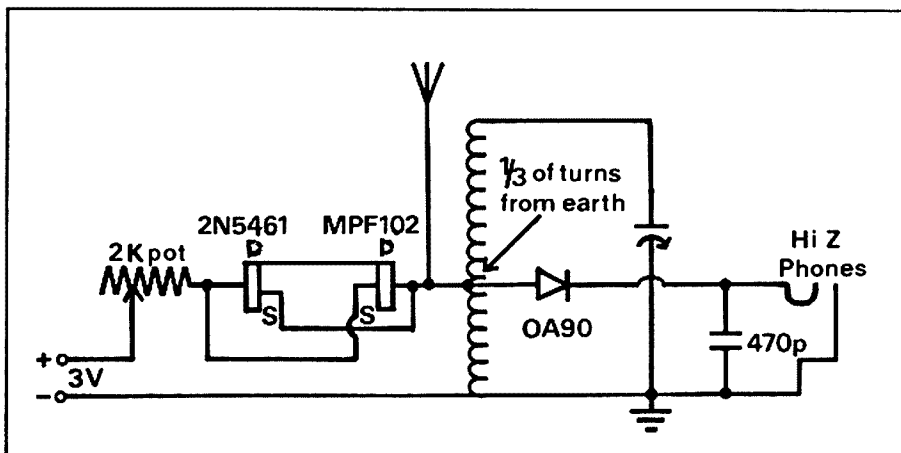 ⅓ of turns
from earth
2N5461
D
MPF102
D
2K pot
Hi Z
Phones
S
S
OA90
470p
+
3V
-